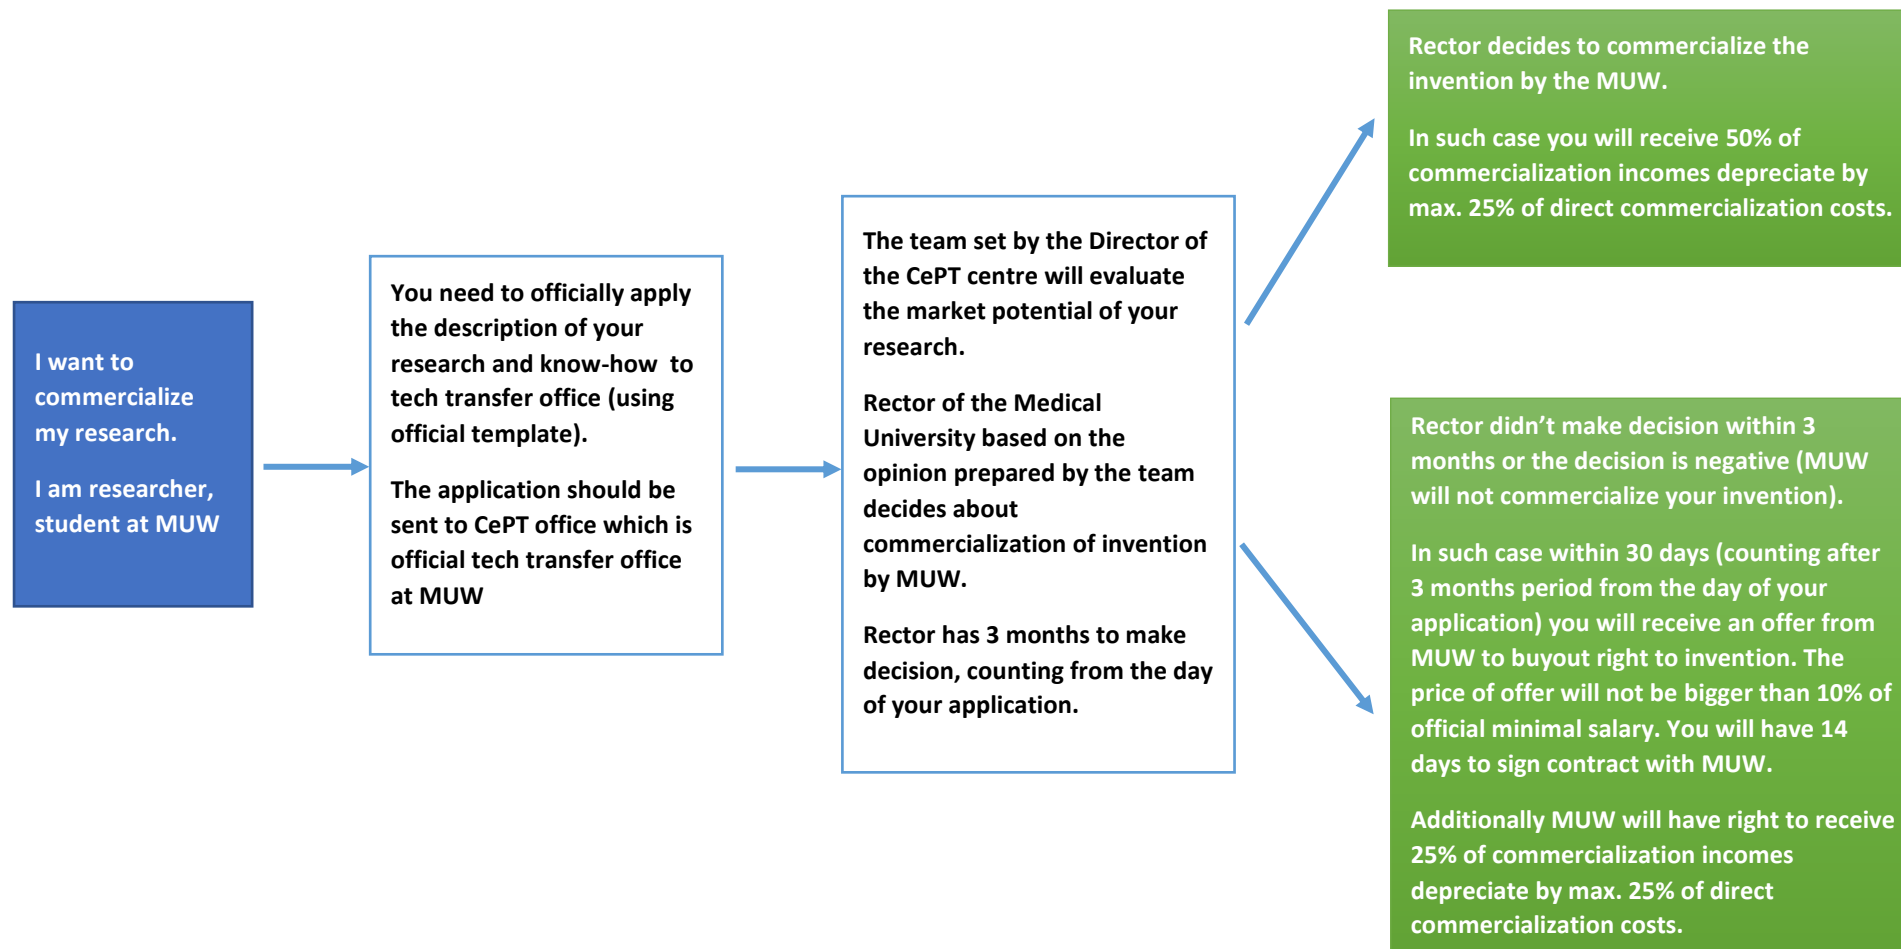 I want to
commercialize
my research.
I am researcher,
student at MUW
You need to officially apply
the description of your
research and know-how  to
tech transfer office (using
official template).
The application should be
sent to CePT office which is
official tech transfer office
at MUW
The team set by the Director of
the CePT centre will evaluate
the market potential of your
research.
Rector of the Medical
University based on the
opinion prepared by the team
decides about
commercialization of invention
by MUW.
Rector has 3 months to make
decision, counting from the day
of your application.
Rector decides to commercialize the
invention by the MUW.
In such case you will receive 50% of
commercialization incomes depreciate by
max. 25% of direct commercialization costs.
Rector didn’t make decision within 3
months or the decision is negative (MUW
will not commercialize your invention).
In such case within 30 days (counting after
3 months period from the day of your
application) you will receive an offer from
MUW to buyout right to invention. The
price of offer will not be bigger than 10% of
official minimal salary. You will have 14
days to sign contract with MUW.
Additionally MUW will have right to receive
25% of commercialization incomes
depreciate by max. 25% of direct
commercialization costs.